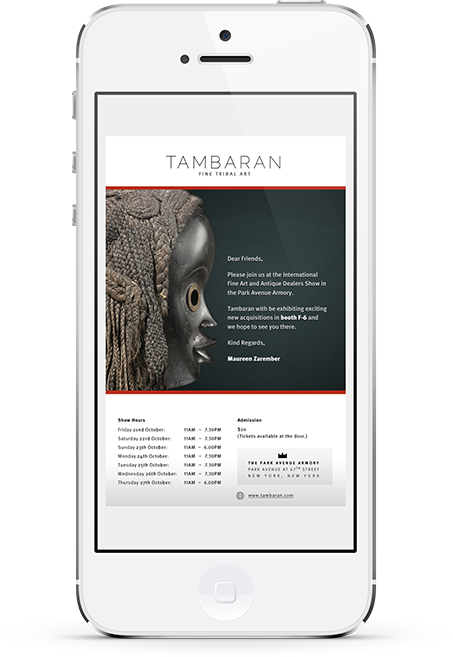 TAMBARAN
FINE TRIBAL ART
Dear Friends,
Please join us at the International
Fine Art and Antique Dealers Show in
the Park Avenue Armory.
Tambaran with be exhibiting exciting
new acquisitions in booth F-6 and
we hope to see you there.
Kind Regards,
Maureen Zarember
Show Hours
Friday 21nd October: 11AM – 7.30PM
Saturday 22rd October: 11AM – 7.30PM
Sunday 23th October: 11AM – 6.00PM
Monday 24th October: 11AM – 7.30PM
Tuesday 25th October: 11AM – 7.30PM
Wednesday 26th October: 11AM – 7.30PM
Thursday 27th October: 11AM – 6.00PM
Admission
$20
(Tickets available at the door.)
THE PARK AVENUE ARMORY
PARK AVENUE AT 67TH STREET
NEW YORK, NEW YORK
www.tambaran.com